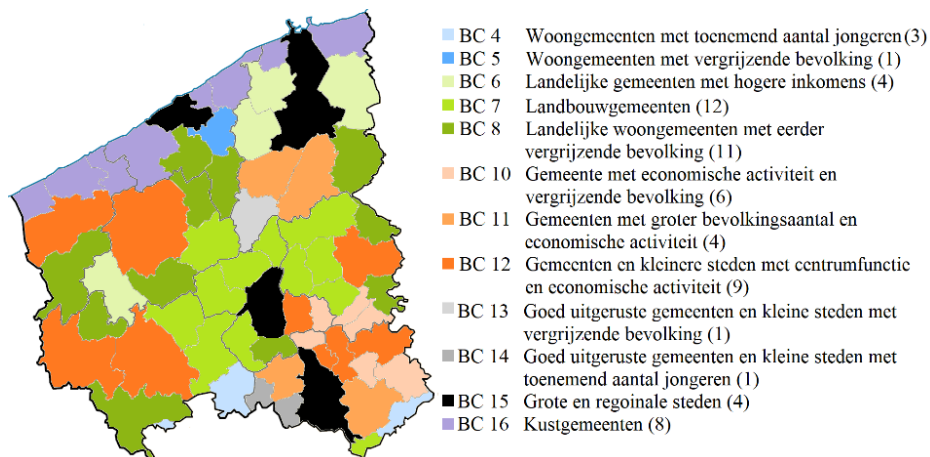 BC 4 Woongemeenten met toenemend aantal jongeren (3)
BC 5 Woongemeenten met vergrijzende bevolking (1)
BC 6 Landelijke gemeenten met hogere inkomens (4)
BC 7 Landbouwgemeenten (12)
BC 8 Landelijke woongemeenten met eerder
vergrijzende bevolking (11)
BC 10 Gemeente met economische activiteit en
vergrijzende bevolking (6)
BC 11 Gemeenten met groter bevolkingsaantal en
economische activiteit (4)
BC 12 Gemeenten en kleinere steden met centrumfunctie
en economische activiteit (9)
BC 13 Goed uitgeruste gemeenten en kleine steden met
vergrijzende bevolking (1)
BC 14 Goed uitgeruste gemeenten en kleine steden met
toenemend aantal jongeren (1)
BC 15 Grote en regoinale steden (4)
BC 16 Kustgemeenten (8)